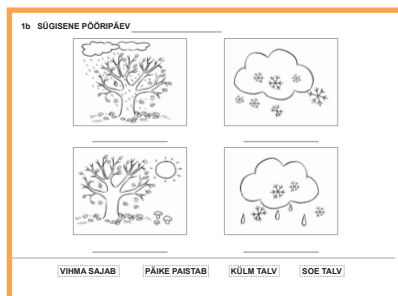 1b SÜGISENE PÖÖRIPÄEV
VIHMA SAJAB PÄIKE PAISTAB KÜLM TALV SOE TALV